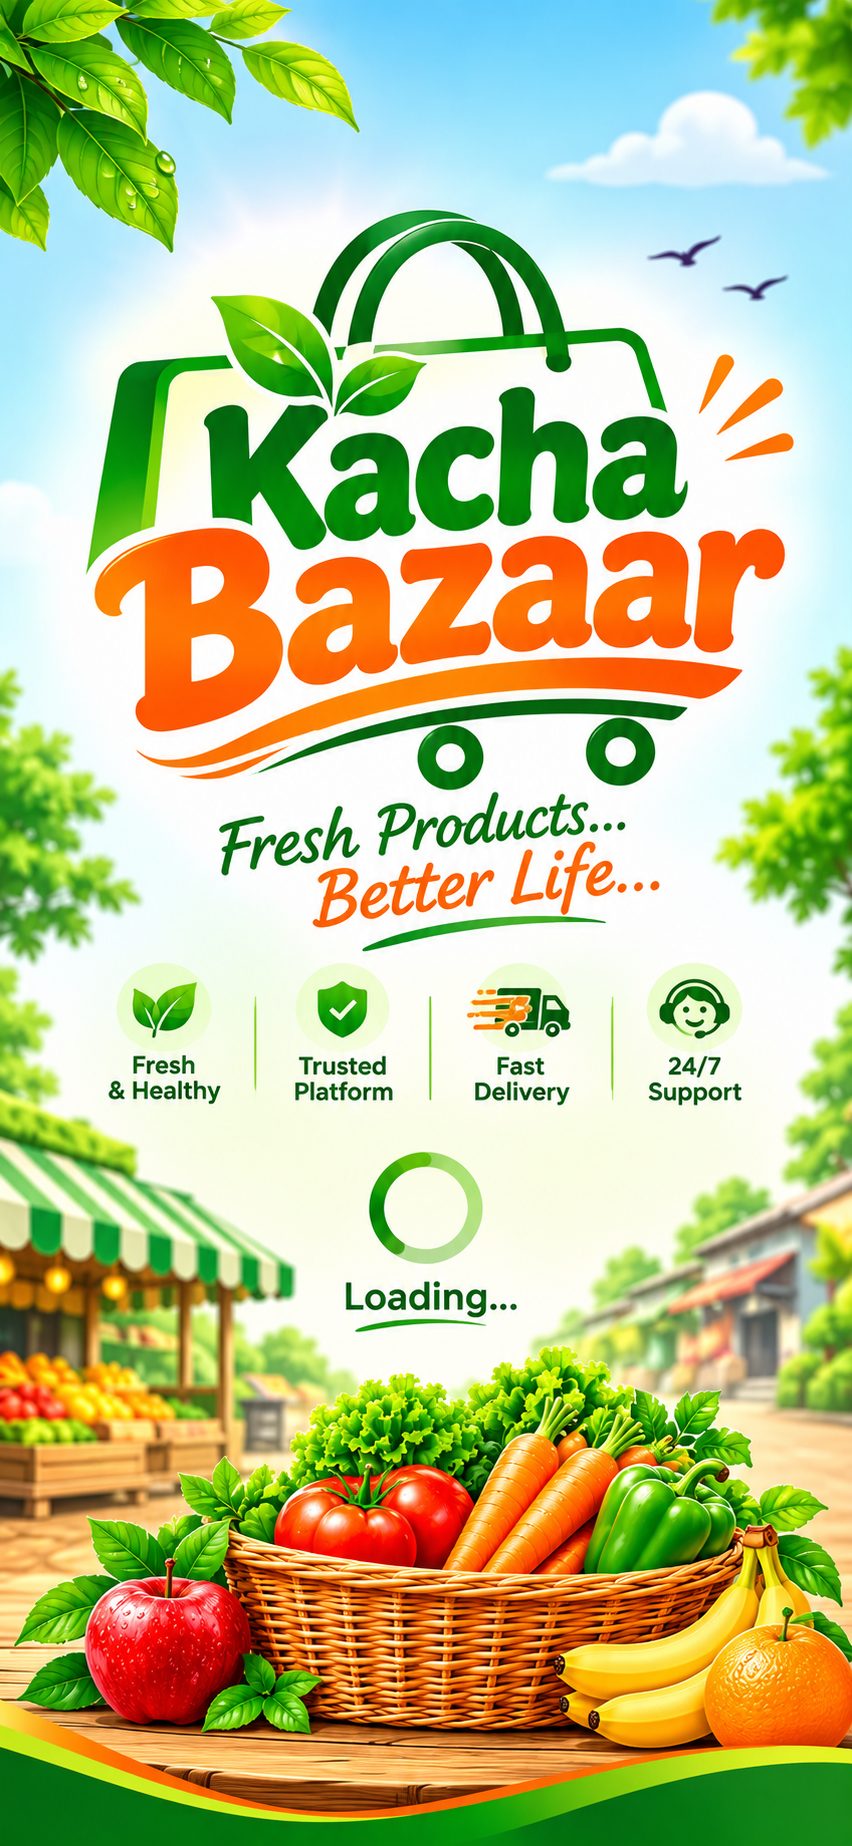 Kacha
Bazaar
Fresh Products...
Better Life...
Fresh
& Healthy
Trusted
Platform
Fast
Delivery
24/7
Support
Loading...